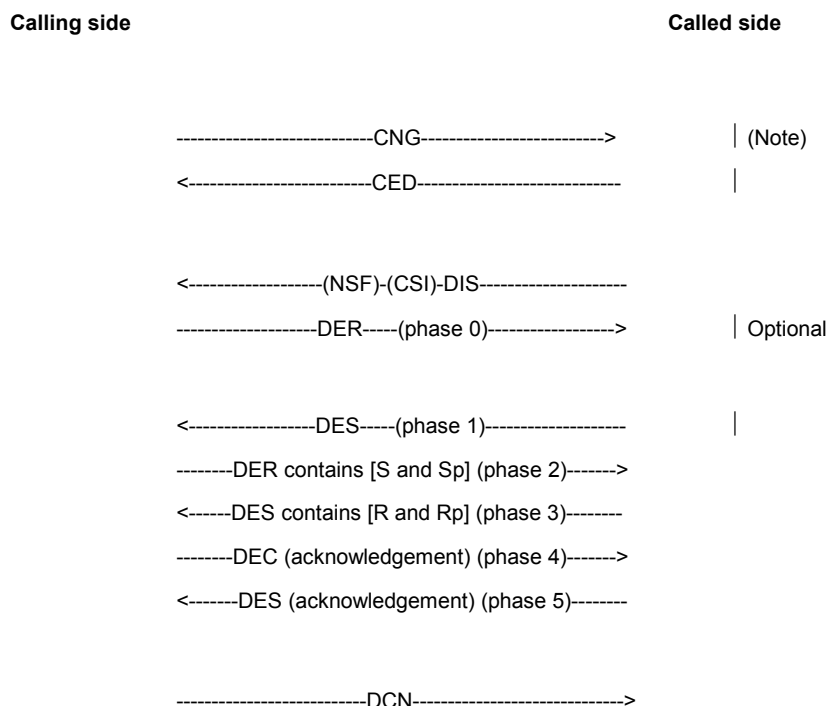 Calling side Called side
----------------------------CNG--------------------------> | (Note)
<--------------------------CED----------------------------- |
<-------------------(NSF)-(CSI)-DIS---------------------
--------------------DER-----(phase 0)------------------> | Optional
<------------------DES-----(phase 1)-------------------- |
--------DER contains [S and Sp] (phase 2)------->
<------DES contains [R and Rp] (phase 3)--------
--------DEC (acknowledgement) (phase 4)------->
<-------DES (acknowledgement) (phase 5)--------
---------------------------DCN------------------------------>